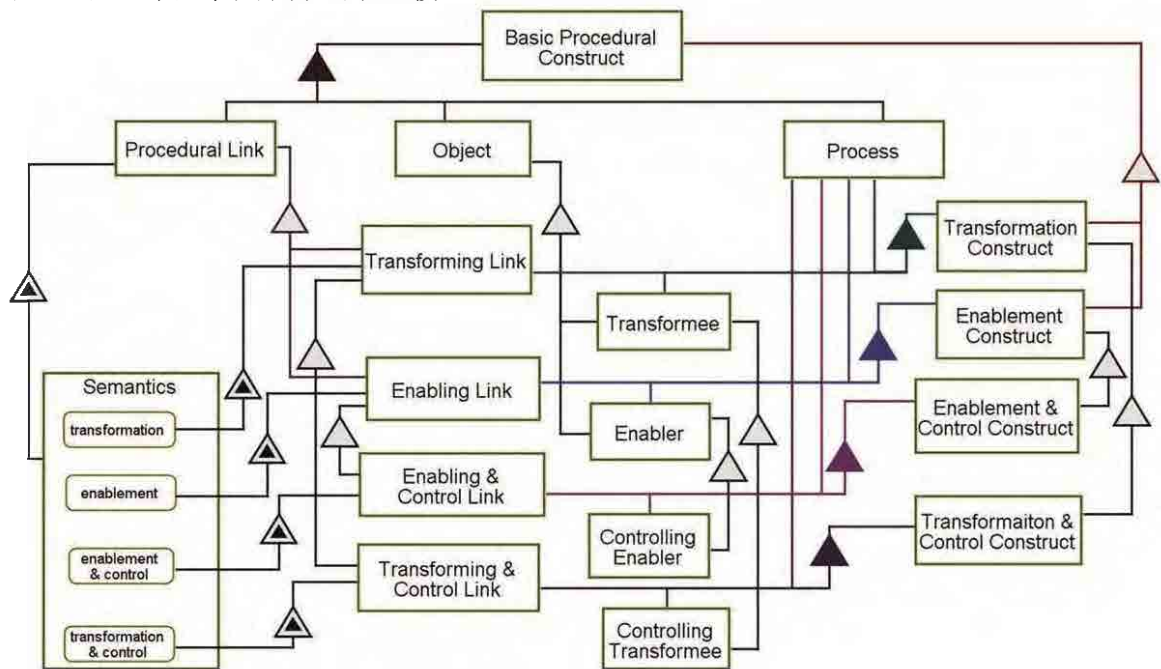 Basic Procedural
Construct
Procedural Link
Object
Process
Transforming Link
Transformation
Construct
Transformee
Enablement
Construct
Semantics
transformation
Enabling Link
Enabler
Enablement &
Control Construct
enablement
Enabling &
Control Link
Controlling
Enabler
Transformaiton &
Control Construct
enablement
& control
Transforming &
Control Link
Controlling
Transformee
transformation
& control